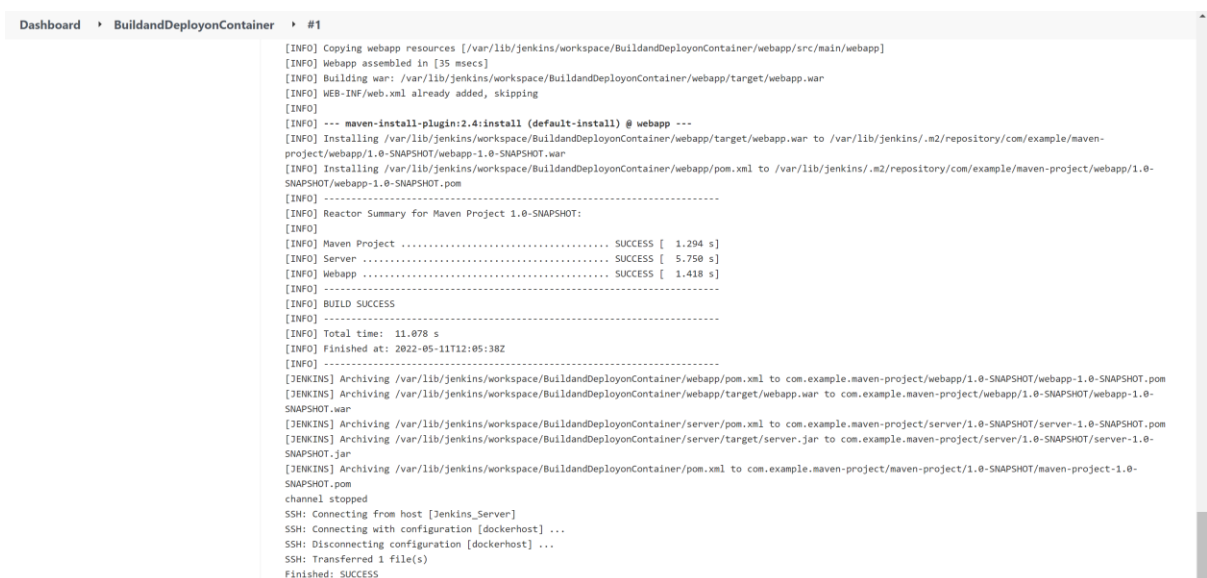 Dashboard BuildandDeployonContainer #1
[INFO] Copying webapp resources [/var/lib/jenkins/workspace/BuildandDeployonContainer/webapp/src/main/webapp]
[INFO] Webapp assembled in [35 msecs]
[INFO] Building war: /var/lib/jenkins/workspace/BuildandDeployonContainer/webapp/target/webapp.war
[INFO] WEB-INF/web.xml already added, skipping
[INFO]
[INFO] --- maven-install-plugin:2.4:install (default-install) @ webapp ---
[INFO] Installing /var/lib/jenkins/workspace/BuildandDeployonContainer/webapp/target/webapp.war to /var/lib/jenkins/.m2/repository/com/example/maven-
project/webapp/1.0-SNAPSHOT/webapp-1.0-SNAPSHOT.war
[INFO] Installing /var/lib/jenkins/workspace/BuildandDeployonContainer/webapp/pom.xml to /var/lib/jenkins/.m2/repository/com/example/maven-project/webapp/1.0-
SNAPSHOT/webapp-1.0-SNAPSHOT.pom
[INFO] ------------------------------------------------------------------------
[INFO] Reactor Summary for Maven Project 1.0-SNAPSHOT:
[INFO]
[INFO] Maven Project ...................................... SUCCESS [  1.294 s]
[INFO] Server ............................................. SUCCESS [  5.750 s]
[INFO] Webapp ............................................. SUCCESS [  1.418 s]
[INFO] ------------------------------------------------------------------------
[INFO] BUILD SUCCESS
[INFO] ------------------------------------------------------------------------
[INFO] Total time:  11.078 s
[INFO] Finished at: 2022-05-11T12:05:38Z
[INFO] ------------------------------------------------------------------------
[JENKINS] Archiving /var/lib/jenkins/workspace/BuildandDeployonContainer/webapp/pom.xml to com.example.maven-project/webapp/1.0-SNAPSHOT/webapp-1.0-SNAPSHOT.pom
[JENKINS] Archiving /var/lib/jenkins/workspace/BuildandDeployonContainer/webapp/target/webapp.war to com.example.maven-project/webapp/1.0-SNAPSHOT/webapp-1.0-
SNAPSHOT.war
[JENKINS] Archiving /var/lib/jenkins/workspace/BuildandDeployonContainer/server/pom.xml to com.example.maven-project/server/1.0-SNAPSHOT/server-1.0-SNAPSHOT.pom
[JENKINS] Archiving /var/lib/jenkins/workspace/BuildandDeployonContainer/server/target/server.jar to com.example.maven-project/server/1.0-SNAPSHOT/server-1.0-
SNAPSHOT.jar
[JENKINS] Archiving /var/lib/jenkins/workspace/BuildandDeployonContainer/pom.xml to com.example.maven-project/maven-project/1.0-SNAPSHOT/maven-project-1.0-
SNAPSHOT.pom
channel stopped
SSH: Connecting from host [Jenkins_Server]
SSH: Connecting with configuration [dockerhost] ...
SSH: Disconnecting configuration [dockerhost] ...
SSH: Transferred 1 file(s)
Finished: SUCCESS